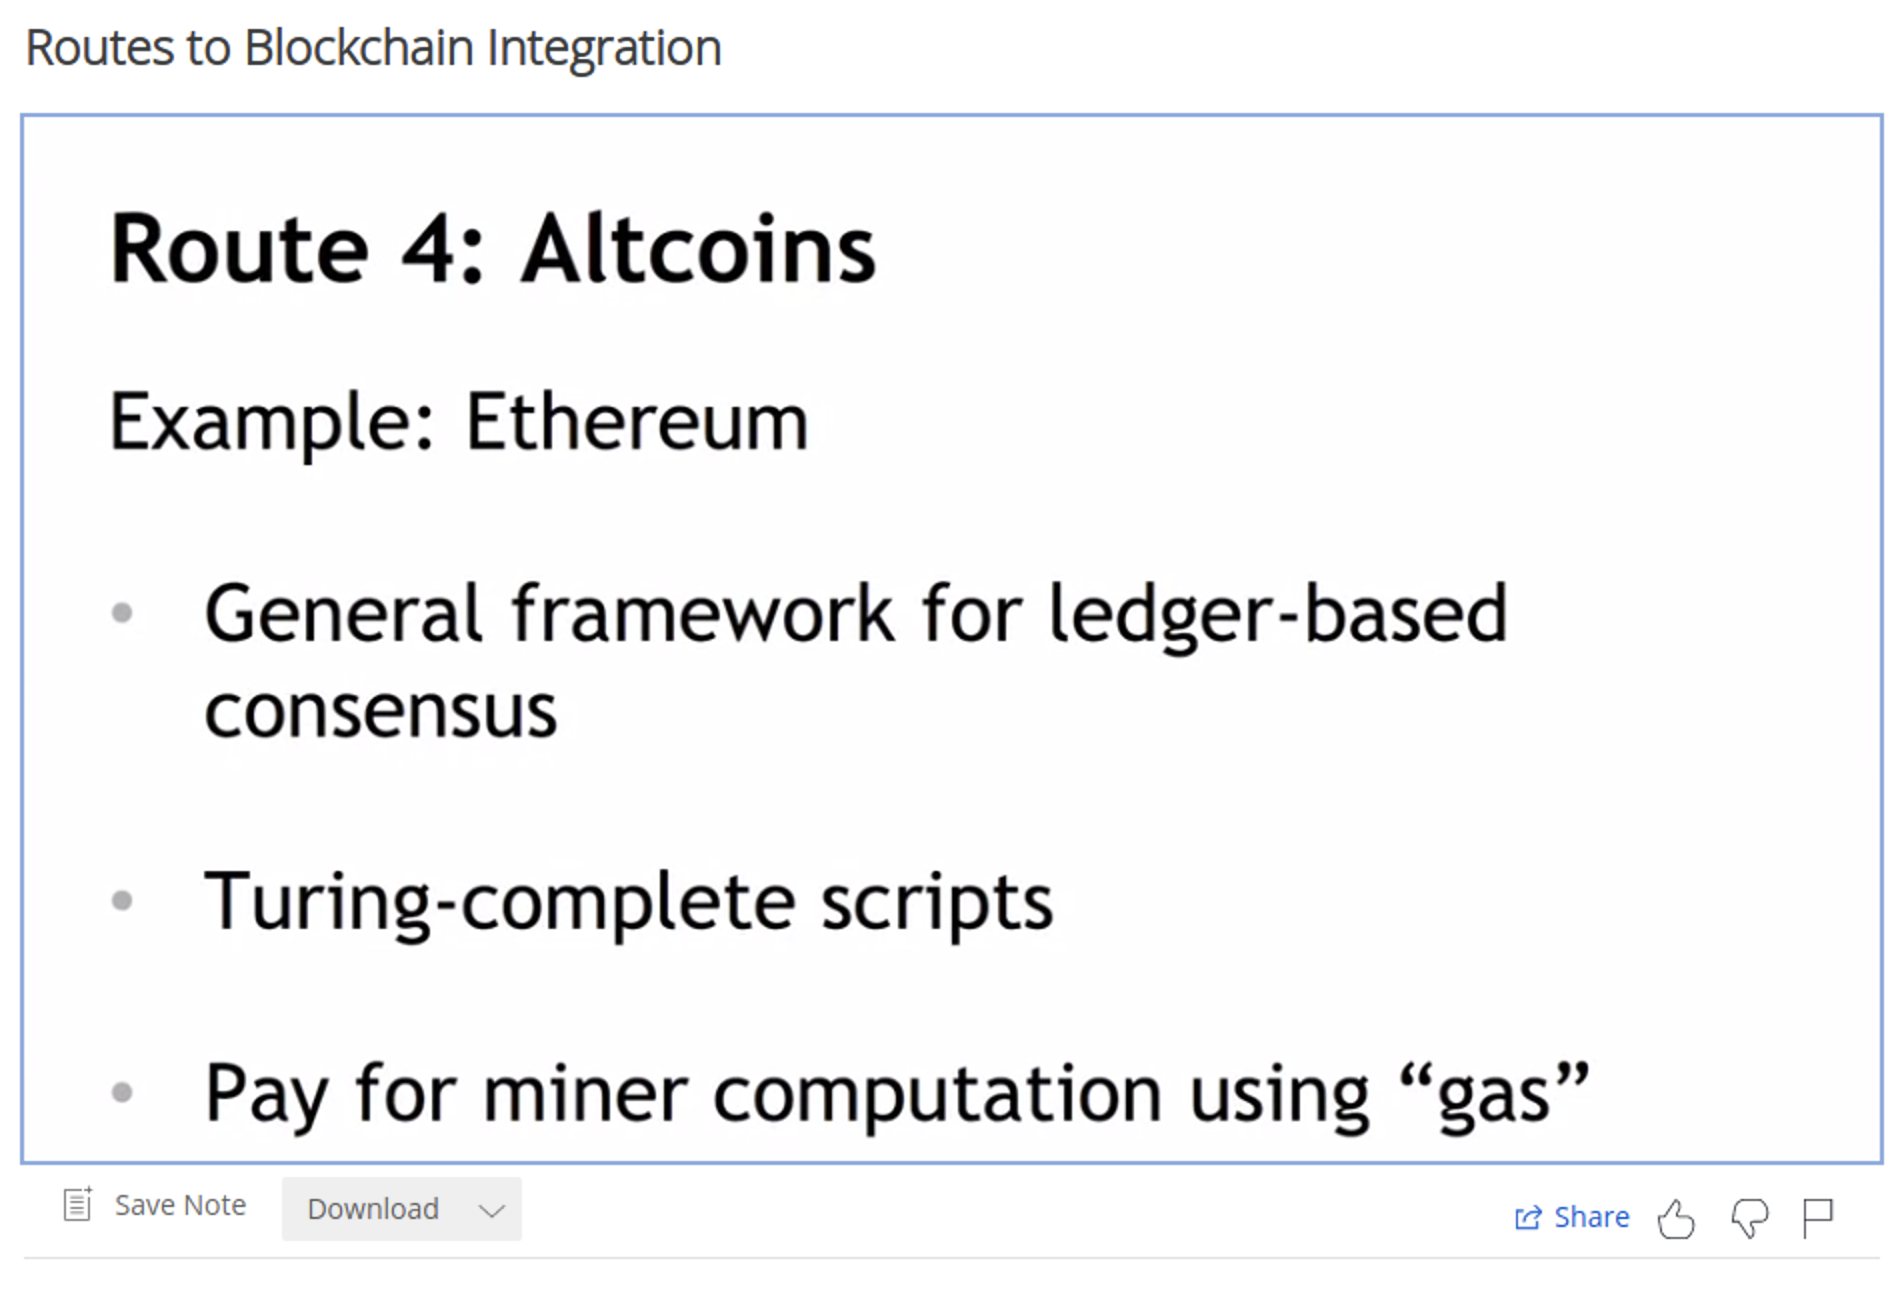 Routes to Blockchain Integration
Route 4: Altcoins
Example: Ethereum
• General framework for ledger-based
consensus
• Turing-complete scripts
• Pay for miner computation using “gas”
Save Note
Download
Share